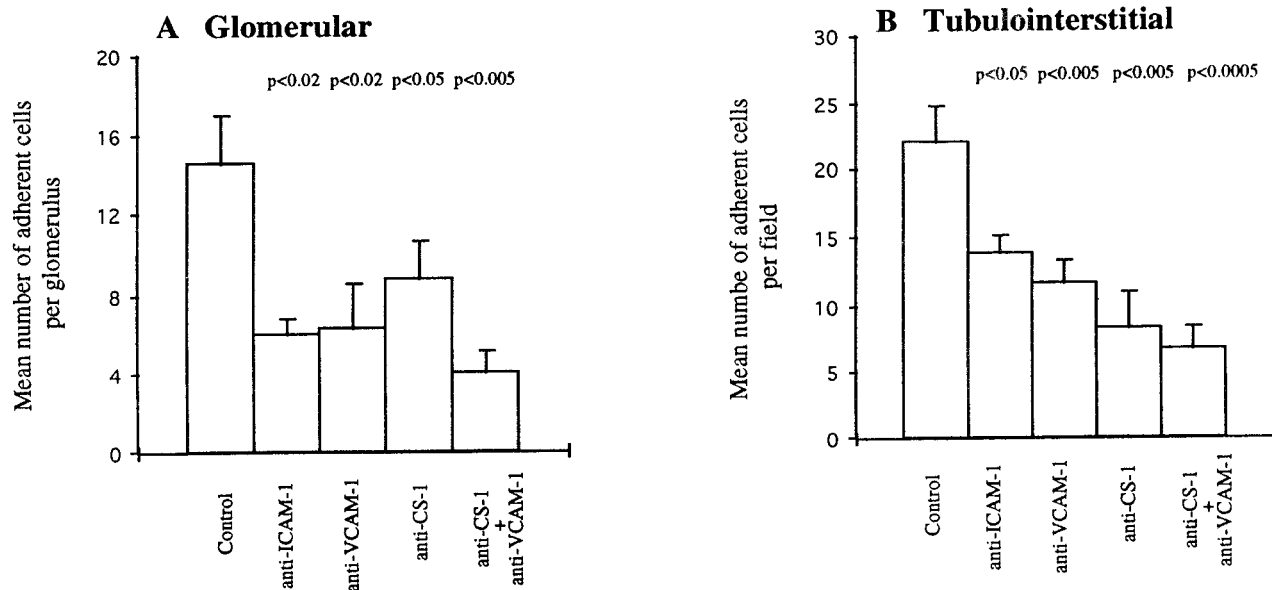 A Glomerular
20
16
12
8
4
0
p<0.02 p<0.02 p<0.05 p<0.005
Mean number of adherent cells
per glomerulus
Control
anti-ICAM-1
anti-VCAM-1
anti-CS-1
anti-CS-1
+
anti-VCAM-1
B Tubulointerstitial
30
25
20
15
10
5
0
p<0.05 p<0.005 p<0.005 p<0.0005
Mean numbe of adherent cells
per field
Control
anti-ICAM-1
anti-VCAM-1
anti-CS-1
anti-CS-1
+
anti-VCAM-1